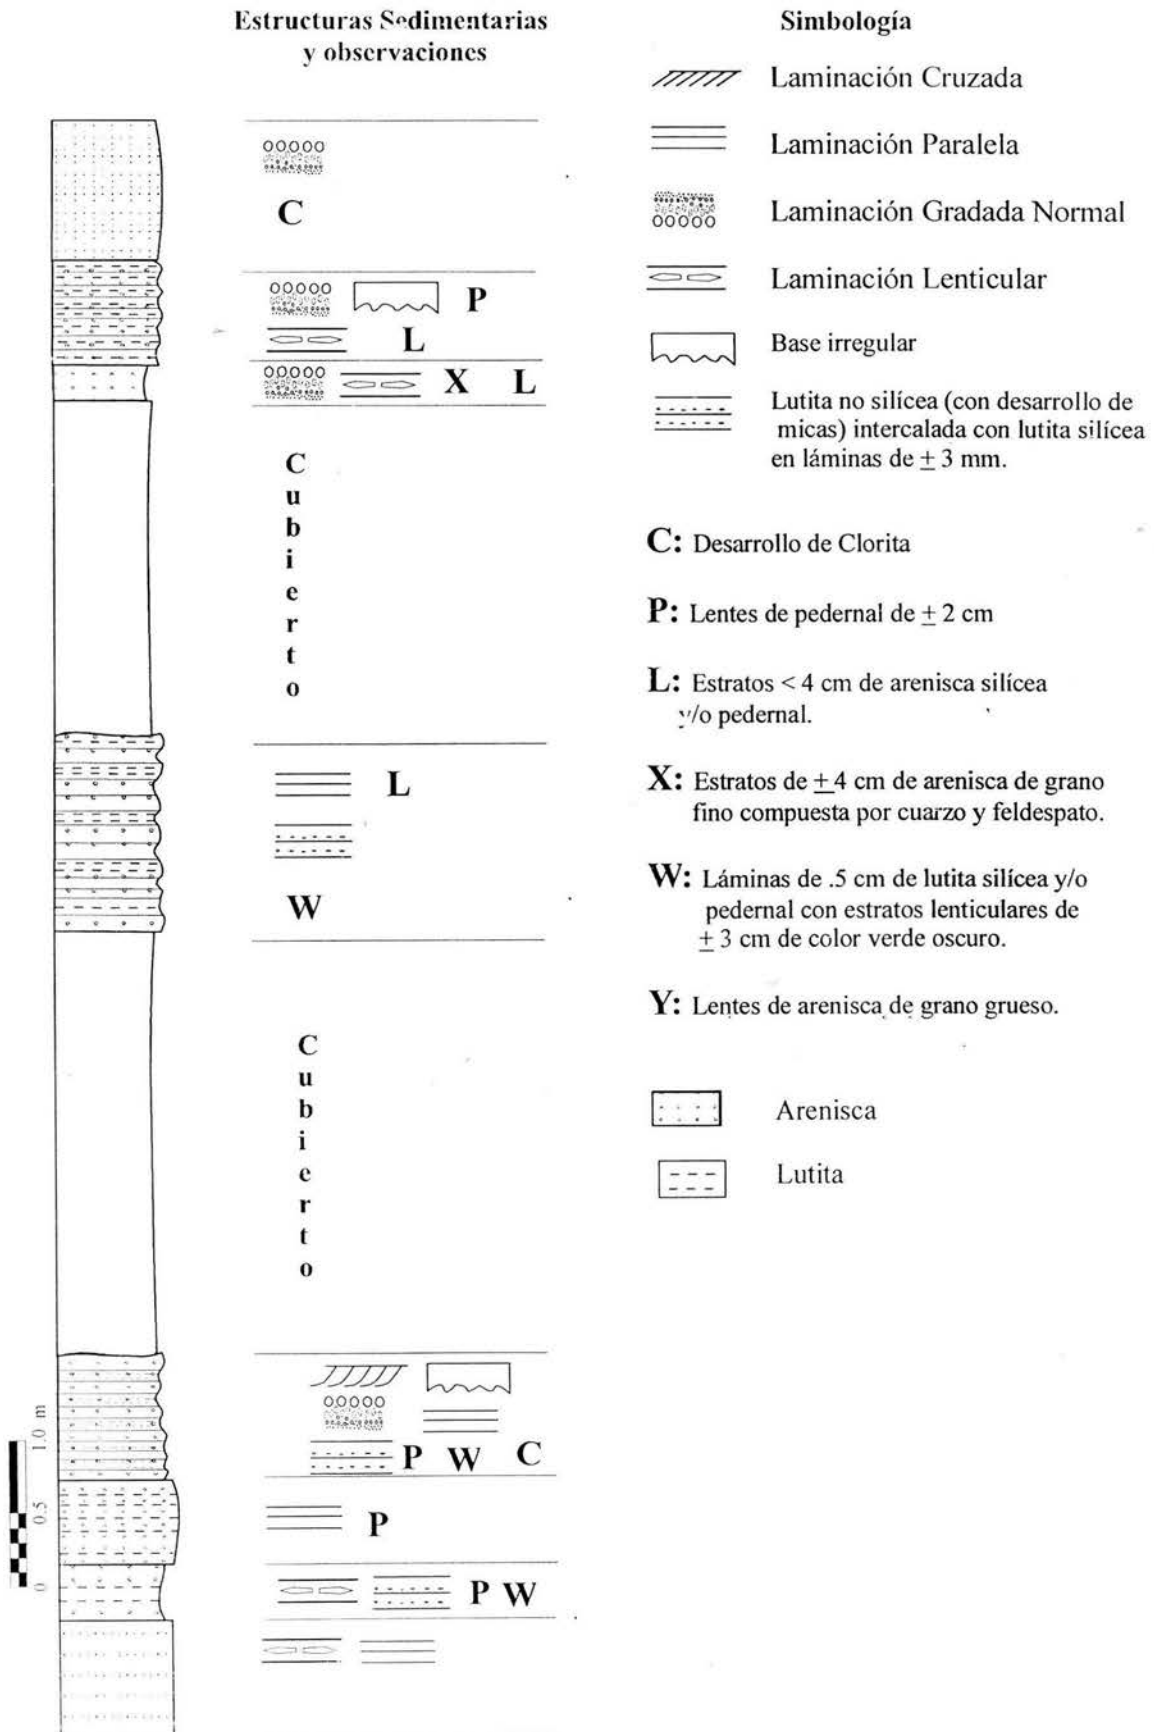 Estructuras Sedimentarias
y observaciones
C
P
L
X L
C
u
b
i
e
r
t
o
L
W
C
u
b
i
e
r
t
o
P W C
P
P W
1.0 m
0.5
0
Simbología
Laminación Cruzada
Laminación Paralela
Laminación Gradada Normal
Laminación Lenticular
Base irregular
Lutita no silícea (con desarrollo de
micas) intercalada con lutita silícea
en láminas de ± 3 mm.
C: Desarrollo de Clorita
P: Lentes de pedernal de ± 2 cm
L: Estratos < 4 cm de arenisca silícea
y/o pedernal.
X: Estratos de ±4 cm de arenisca de grano
fino compuesta por cuarzo y feldespato.
W: Láminas de .5 cm de lutita silícea y/o
pedernal con estratos lenticulares de
± 3 cm de color verde oscuro.
Y: Lentes de arenisca de grano grueso.
Arenisca
Lutita